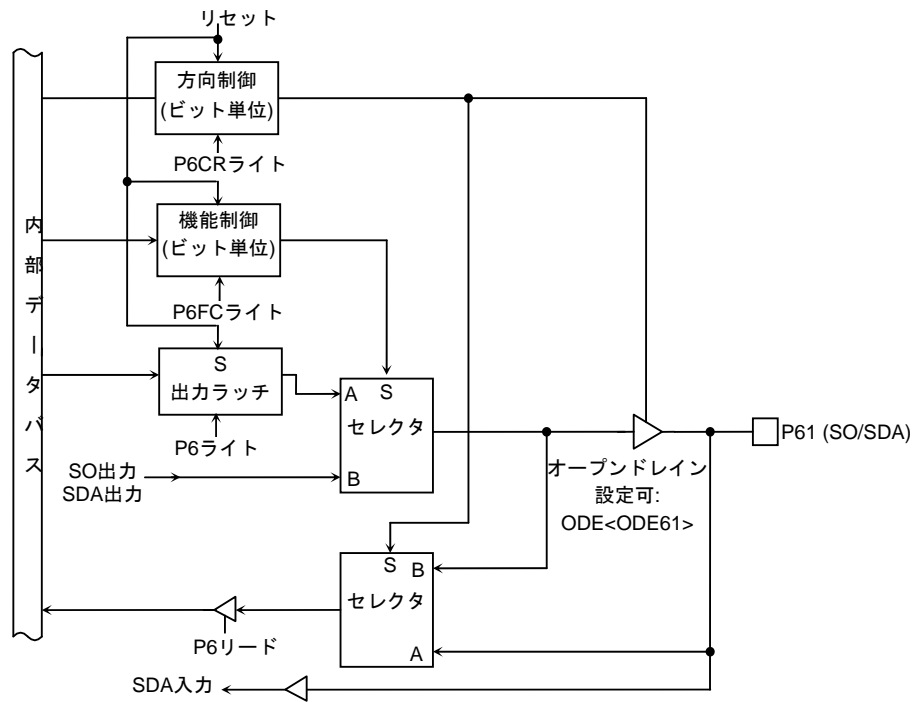 リセット
方向制御
(ビット単位)
P6CRライト
機能制御
(ビット単位)
P6FCライト
内部データバス
S
出力ラッチ
P6ライト
A
S
セレクタ
B
SO出力
SDA出力
P61 (SO/SDA)
オープンドレイン
設定可:
ODE<ODE61>
S
B
セレクタ
A
P6リード
SDA入力